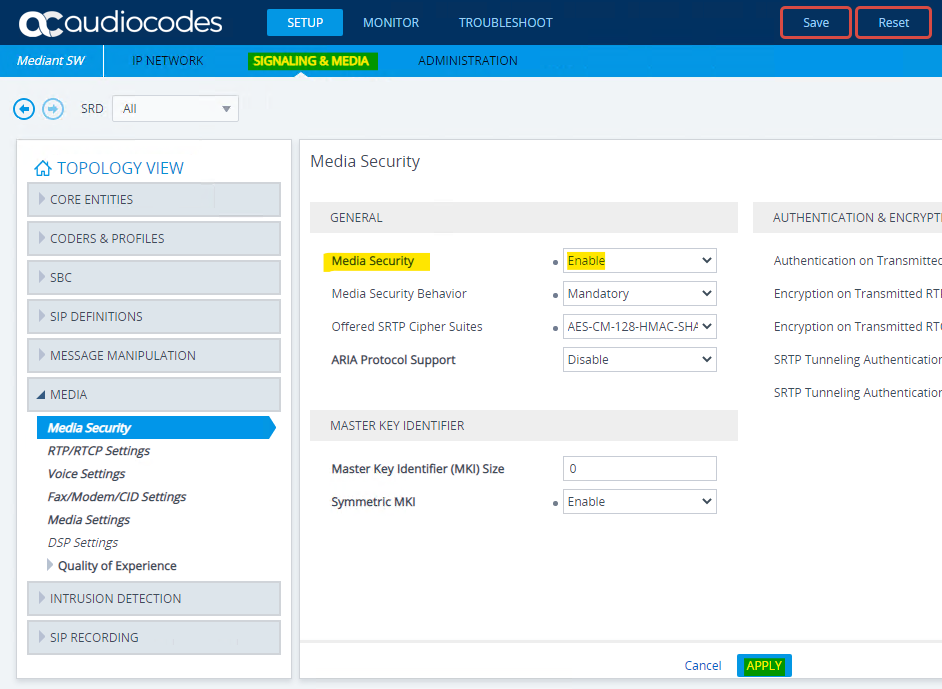 audiocodes SETUP MONITOR TROUBLESHOOT Save Reset
Mediant SW IP NETWORK SIGNALING & MEDIA ADMINISTRATION
SRD All
TOPOLOGY VIEW
CORE ENTITIES
CODERS & PROFILES
SBC
SIP DEFINITIONS
MESSAGE MANIPULATION
MEDIA
Media Security
RTP/RTCP Settings
Voice Settings
Fax/Modem/CID Settings
Media Settings
DSP Settings
Quality of Experience
INTRUSION DETECTION
SIP RECORDING
Media Security
GENERAL
Media Security Enable
Media Security Behavior Mandatory
Offered SRTP Cipher Suites AES-CM-128-HMAC-SHA
ARIA Protocol Support Disable
MASTER KEY IDENTIFIER
Master Key Identifier (MKI) Size 0
Symmetric MKI Enable
AUTHENTICATION & ENCRYPTI
Authentication on Transmitted
Encryption on Transmitted RT
Encryption on Transmitted RT
SRTP Tunneling Authentication
SRTP Tunneling Authentication
Cancel APPLY